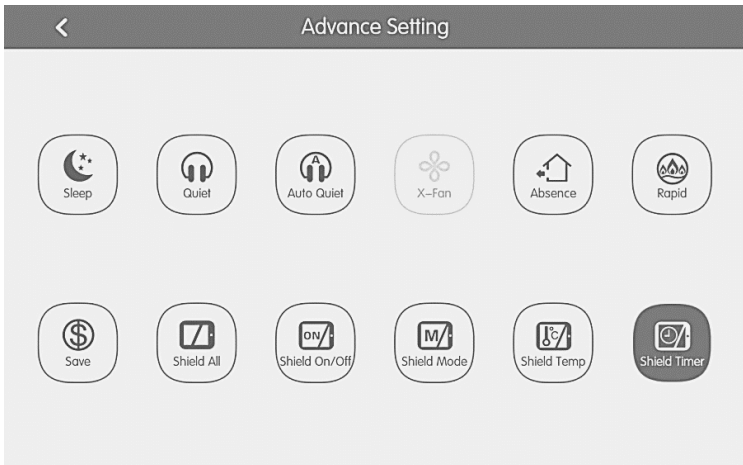 Advance Setting
Sleep
A
Quiet
Auto Quiet
X-Fan
Absence
Rapid
$
Save
Shield All
ON
Shield On/Off
M
Shield Mode
°C
Shield Temp
Shield Timer